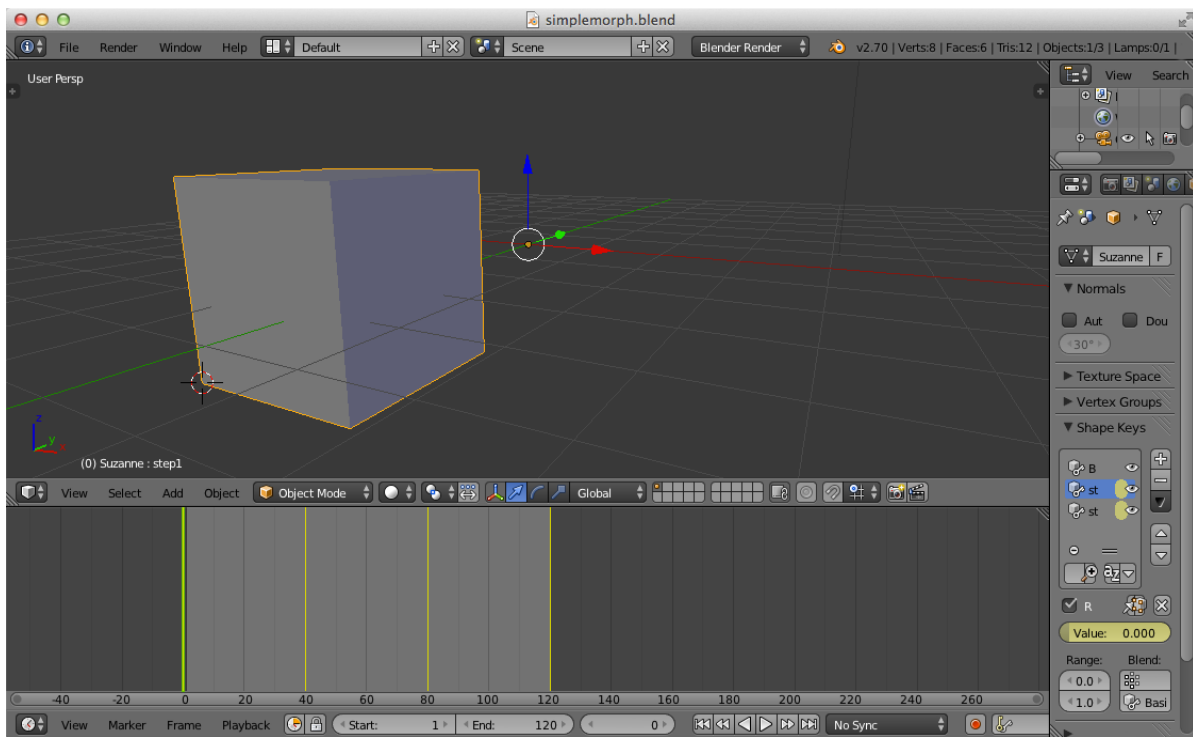 simplemorph.blend
File Render Window Help Default Scene Blender Render v2.70 | Verts:8 | Faces:6 | Tris:12 | Objects:1/3 | Lamps:0/1 |
User Persp
View Search
Suzanne F
Normals
Aut Dou
30°
Texture Space
Vertex Groups
Shape Keys
B
st
st
z
y
x
(0) Suzanne : step1
View Select Add Object Object Mode Global
R
Value: 0.000
Range: Blend:
0.0
1.0 Basi
-40 -20 0 20 40 60 80 100 120 140 160 180 200 220 240 260
View Marker Frame Playback Start: 1 End: 120 0 No Sync